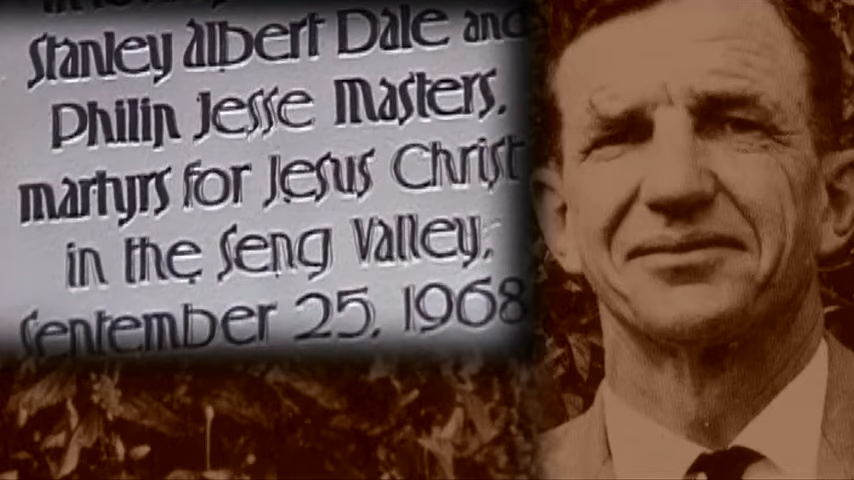 Stanley Albert Dale and
Philip Jesse Masters,
martyrs for Jesus Christ
in the Seng Valley,
September 25, 1968